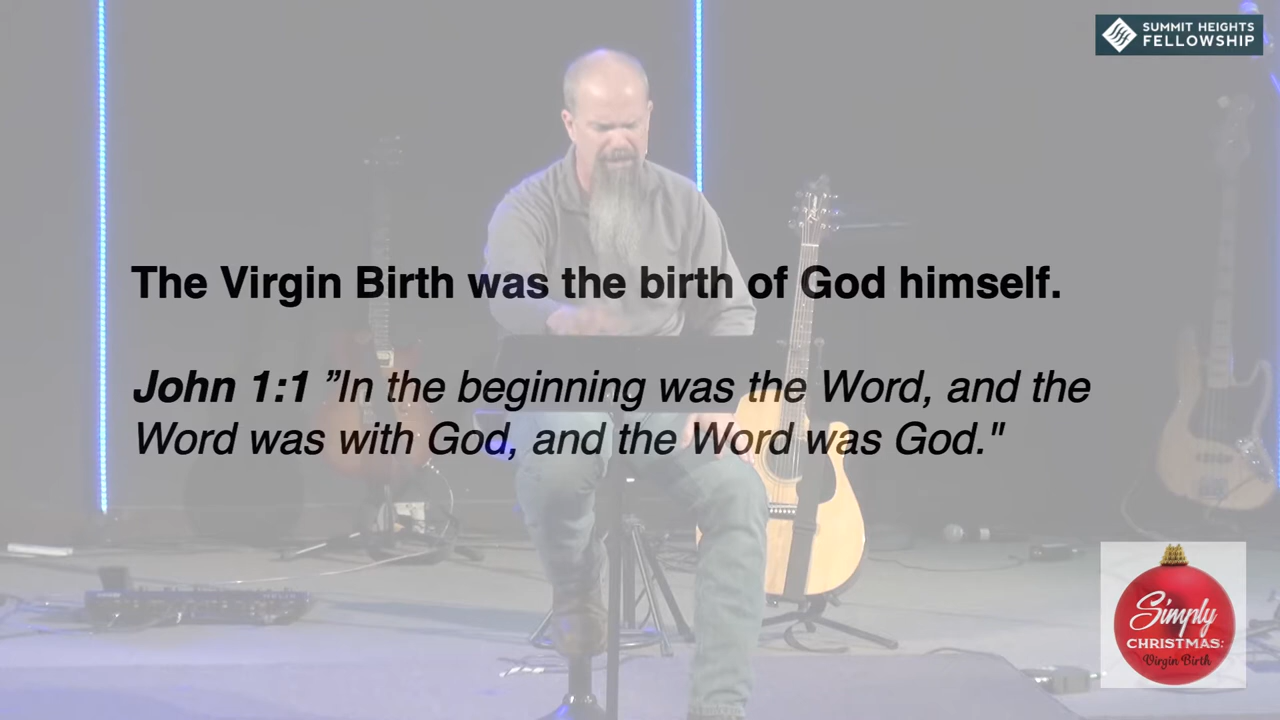 SUMMIT HEIGHTS
FELLOWSHIP
The Virgin Birth was the birth of God himself.
John 1:1 ”In the beginning was the Word, and the
Word was with God, and the Word was God."
Simply
CHRISTMAS:
Virgin Birth